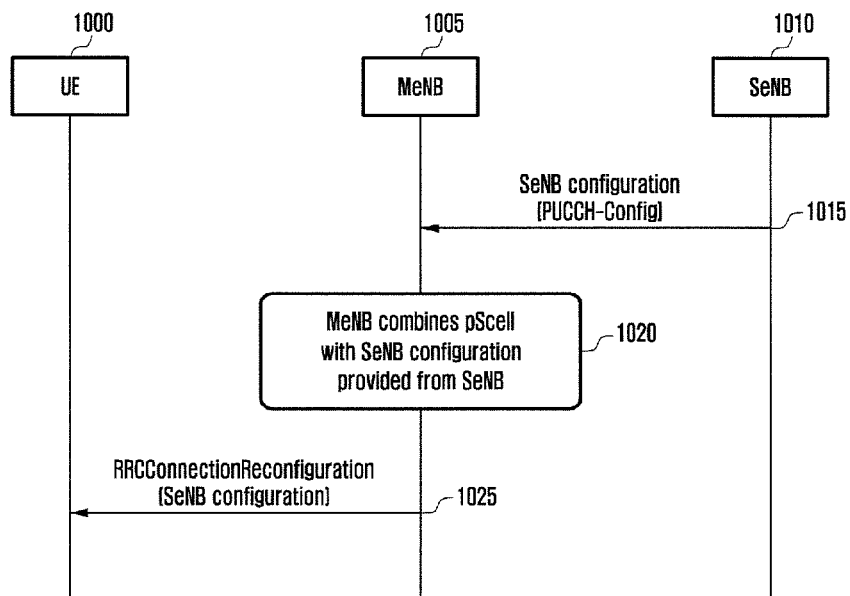 1000
1005
1010
UE
MeNB
SeNB
SeNB configuration
(PUCCH-Config)
1015
MeNB combines pScell
with SeNB configuration
provided from SeNB
1020
RRCConnectionReconfiguration
(SeNB configuration)
1025